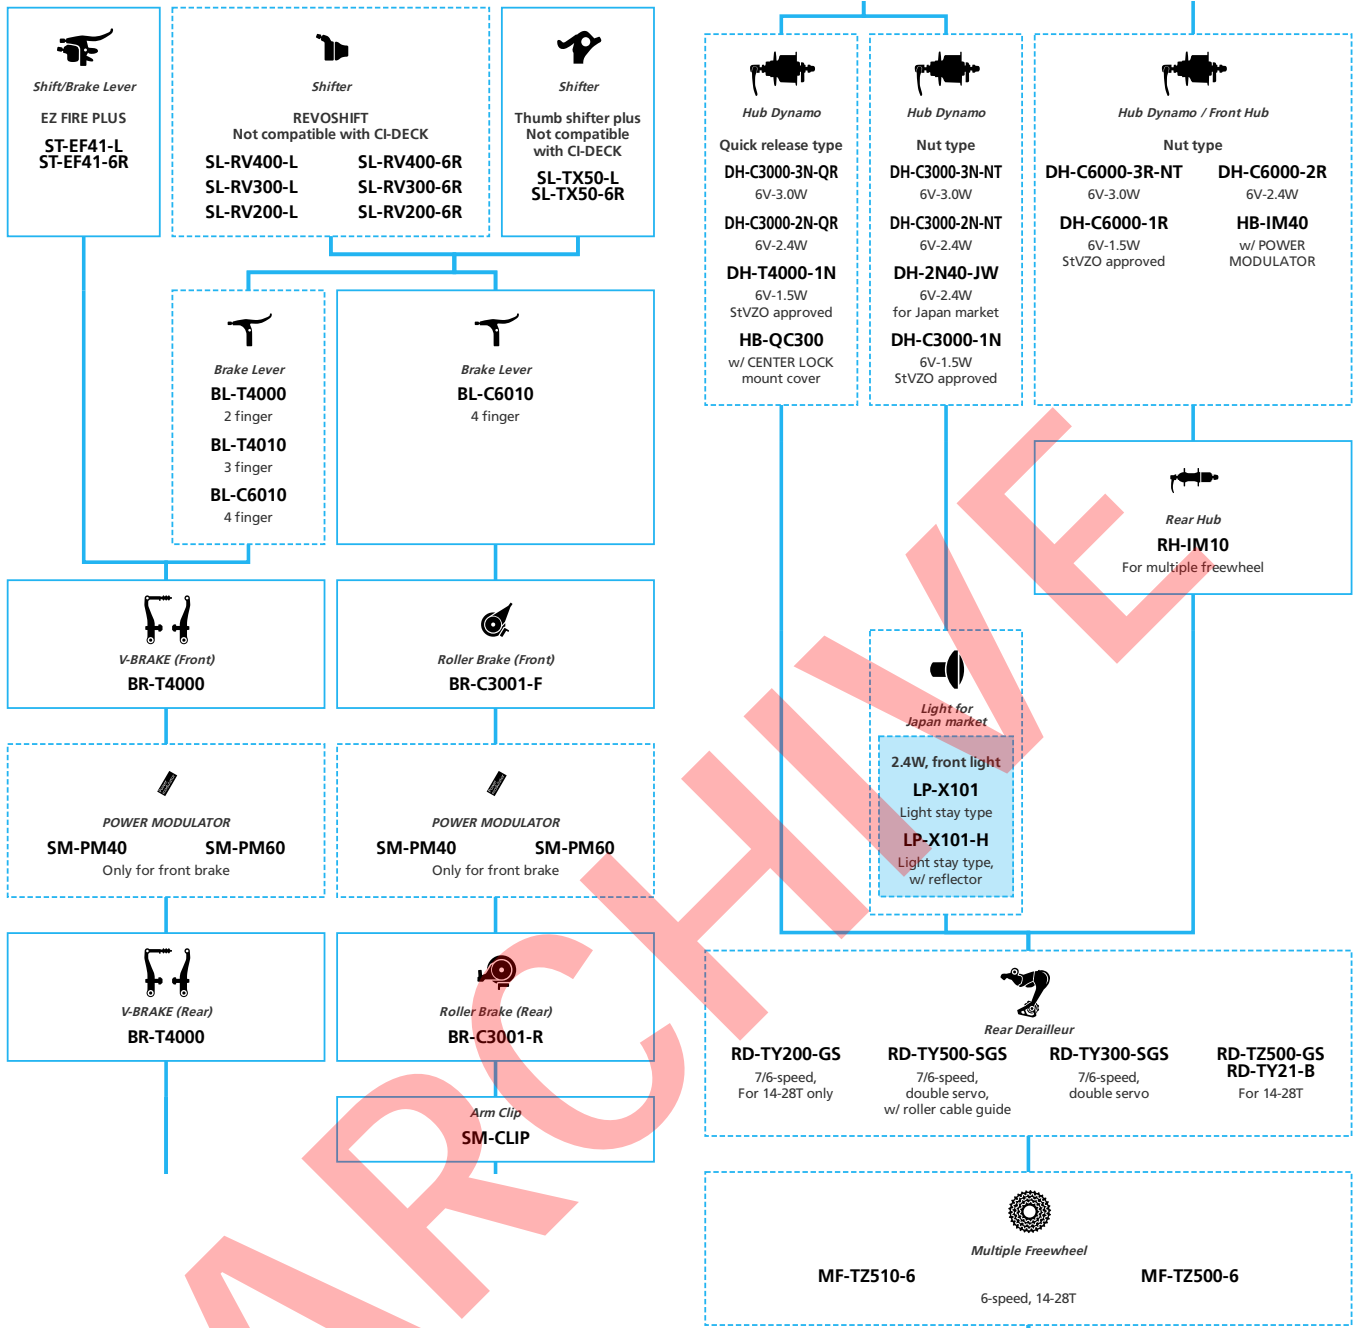 Shift/Brake Lever
EZ FIRE PLUS
ST-EF41-L
ST-EF41-6R
Shifter
REVOSHIFT
Not compatible with CI-DECK
SL-RV400-L SL-RV400-6R
SL-RV300-L SL-RV300-6R
SL-RV200-L SL-RV200-6R
Shifter
Thumb shifter plus
Not compatible
with CI-DECK
SL-TX50-L
SL-TX50-6R
Brake Lever
BL-T4000
2 finger
BL-T4010
3 finger
BL-C6010
4 finger
Brake Lever
BL-C6010
4 finger
V-BRAKE (Front)
BR-T4000
Roller Brake (Front)
BR-C3001-F
POWER MODULATOR
SM-PM40 SM-PM60
Only for front brake
POWER MODULATOR
SM-PM40 SM-PM60
Only for front brake
V-BRAKE (Rear)
BR-T4000
Roller Brake (Rear)
BR-C3001-R
Arm Clip
SM-CLIP
Hub Dynamo
Quick release type
DH-C3000-3N-QR
6V-3.0W
DH-C3000-2N-QR
6V-2.4W
DH-T4000-1N
6V-1.5W
StVZO approved
HB-QC300
w/ CENTER LOCK
mount cover
Hub Dynamo
Nut type
DH-C3000-3N-NT
6V-3.0W
DH-C3000-2N-NT
6V-2.4W
DH-2N40-JW
6V-2.4W
for Japan market
DH-C3000-1N
6V-1.5W
StVZO approved
Hub Dynamo / Front Hub
Nut type
DH-C6000-3R-NT DH-C6000-2R
6V-3.0W 6V-2.4W
DH-C6000-1R HB-IM40
6V-1.5W w/ POWER
StVZO approved MODULATOR
Rear Hub
RH-IM10
For multiple freewheel
Light for
Japan market
2.4W, front light
LP-X101
Light stay type
LP-X101-H
Light stay type,
w/ reflector
Rear Derailleur
RD-TY200-GS
7/6-speed,
For 14-28T only
RD-TY500-SGS
7/6-speed,
double servo,
w/ roller cable guide
RD-TY300-SGS
7/6-speed,
double servo
RD-TZ500-GS
RD-TY21-B
For 14-28T
Multiple Freewheel
MF-TZ510-6 MF-TZ500-6
6-speed, 14-28T
ARCHIVE